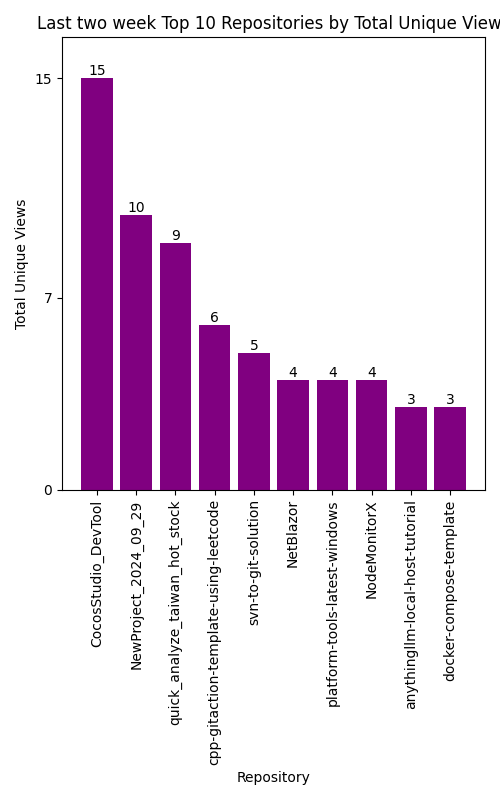 Last two week Top 10 Repositories by Total Unique View
Total Unique Views
15
7
0
15
10
9
6
5
4
4
4
3
3
CocosStudio_DevTool
NewProject_2024_09_29
quick_analyze_taiwan_hot_stock
cpp-gitaction-template-using-leetcode
svn-to-git-solution
NetBlazor
platform-tools-latest-windows
NodeMonitorX
anythingllm-local-host-tutorial
docker-compose-template
Repository